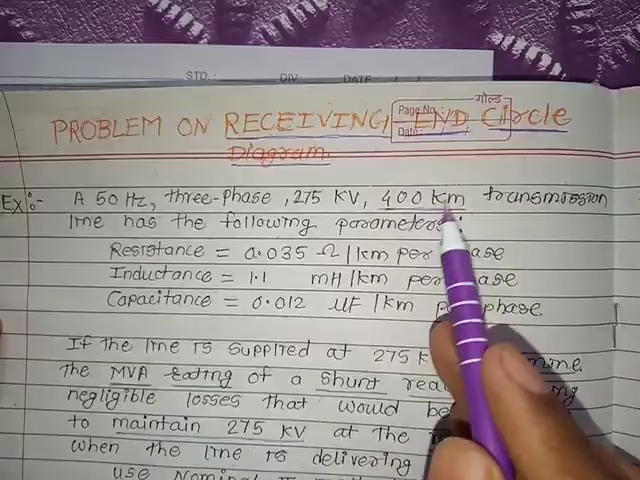 STD.: DIV. DATE / /
गोल्ड
Page No.:
Date: / /
PROBLEM ON RECEIVING END Circle
Diagram
Ex:- A 50 Hz, three-phase, 275 KV, 400 Km transmission
line has the following parameters:
Resistance = 0.035 Ω/km per phase
Inductance = 1.1 mH/km per phase
Capacitance = 0.012 μF/km p phase
If the line is supplied at 275 K
the MVA rating of a shunt
negligible losses that would be
to maintain 275 KV at the
when the line is delivering
use Nominal